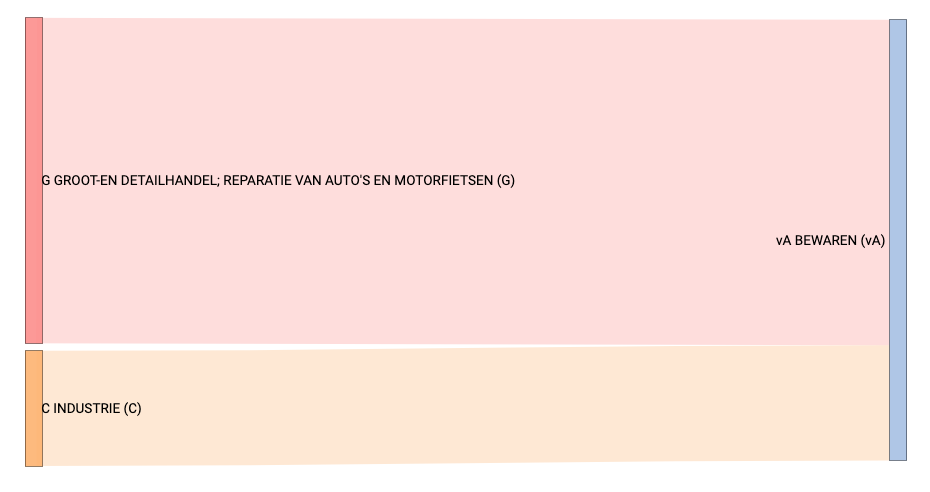 G GROOT-EN DETAILHANDEL; REPARATIE VAN AUTO'S EN MOTORFIETSEN (G)
vA BEWAREN (vA)
C INDUSTRIE (C)